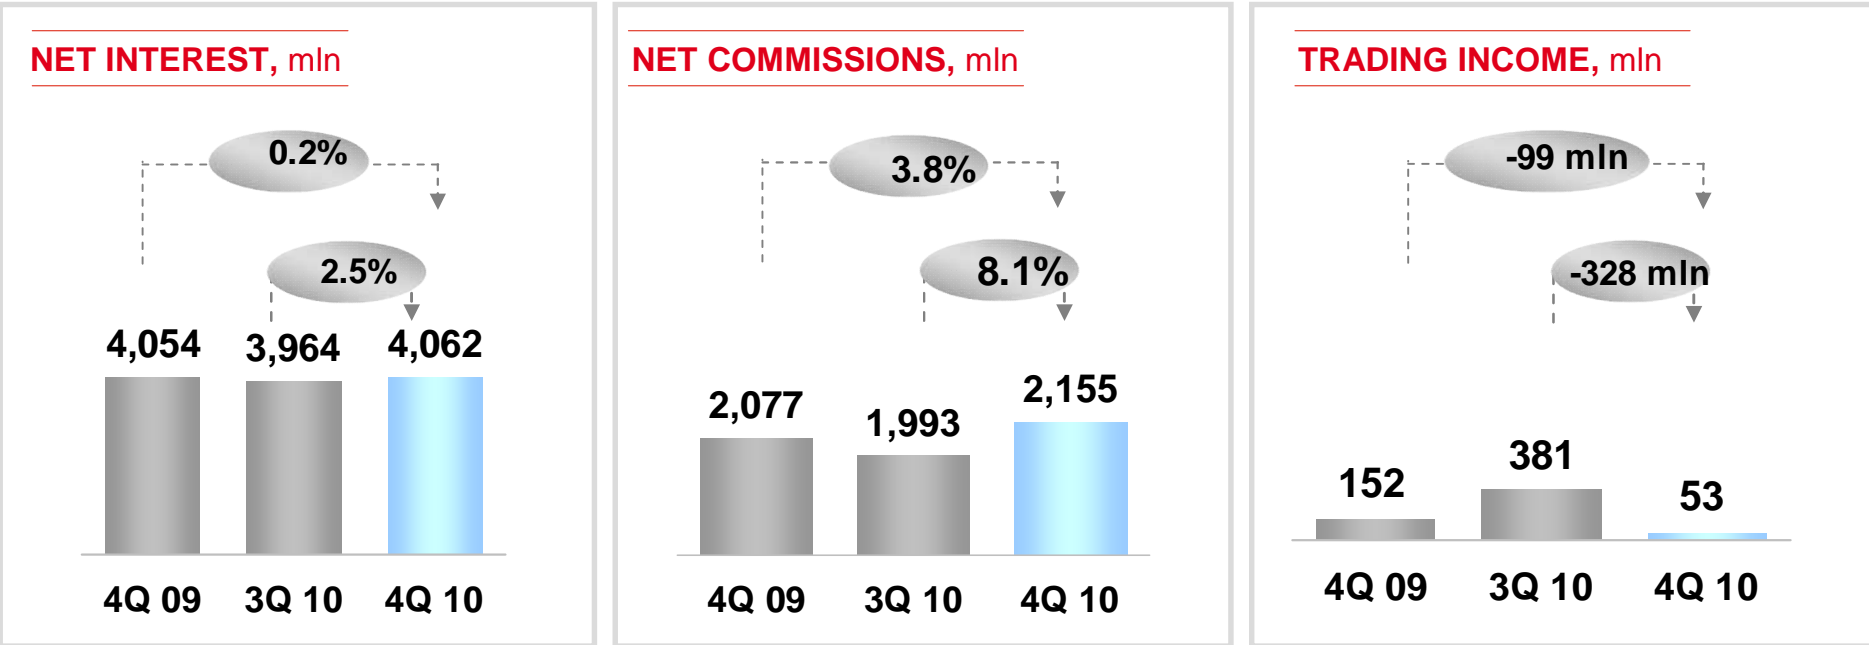 NET INTEREST, mln
0.2%
2.5%
4,054 3,964 4,062
4Q 09 3Q 10 4Q 10
NET COMMISSIONS, mln
3.8%
8.1%
2,077 1,993 2,155
4Q 09 3Q 10 4Q 10
TRADING INCOME, mln
-99 mln
-328 mln
152 381 53
4Q 09 3Q 10 4Q 10